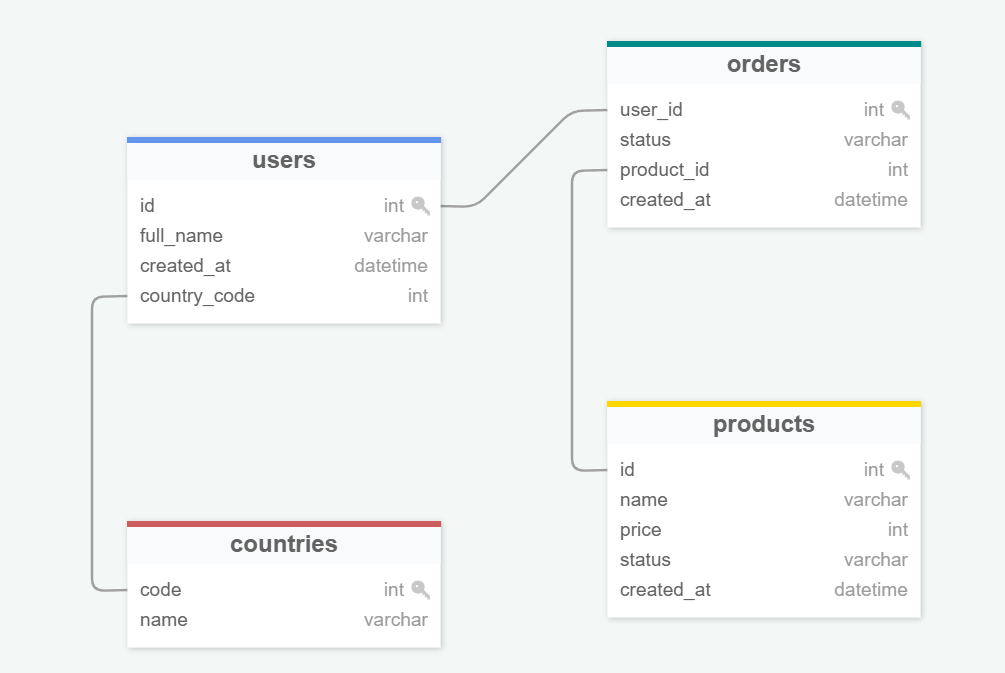 users
id int
full_name varchar
created_at datetime
country_code int
orders
user_id int
status varchar
product_id int
created_at datetime
countries
code int
name varchar
products
id int
name varchar
price int
status varchar
created_at datetime